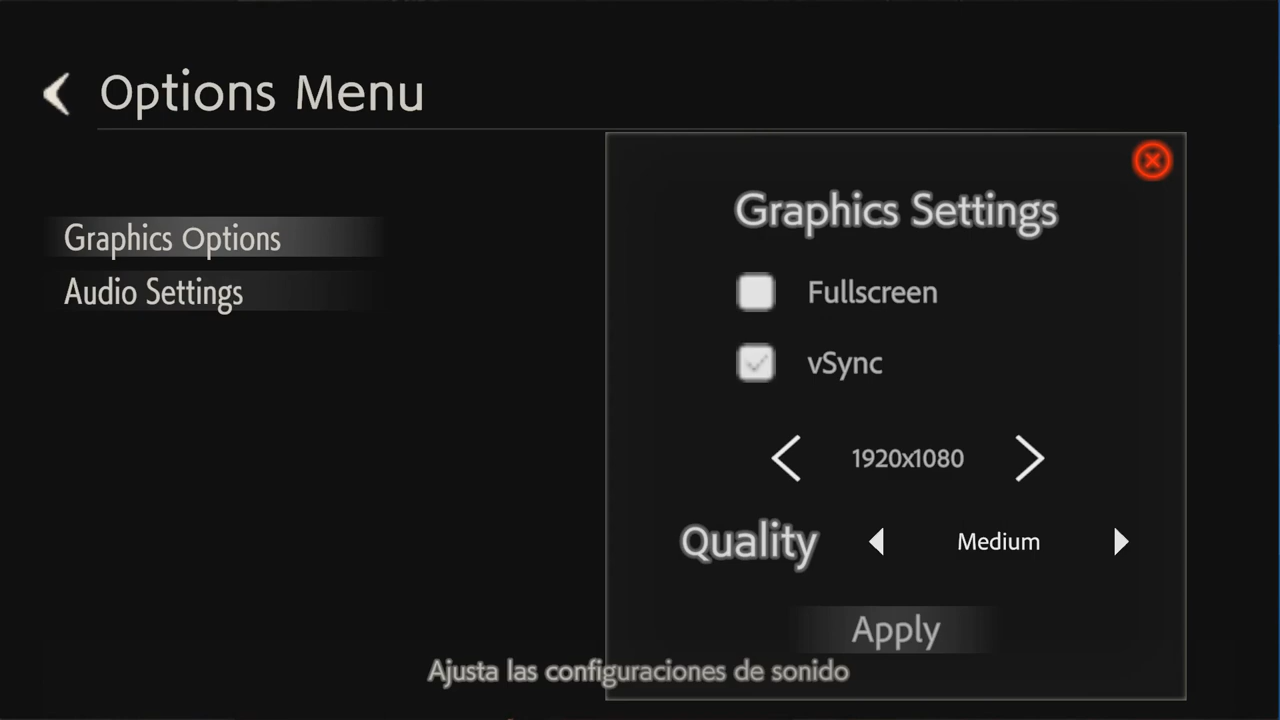 Options Menu
Graphics Options
Audio Settings
Graphics Settings
Fullscreen
vSync
1920x1080
Quality
Medium
Apply
Ajusta las configuraciones de sonido